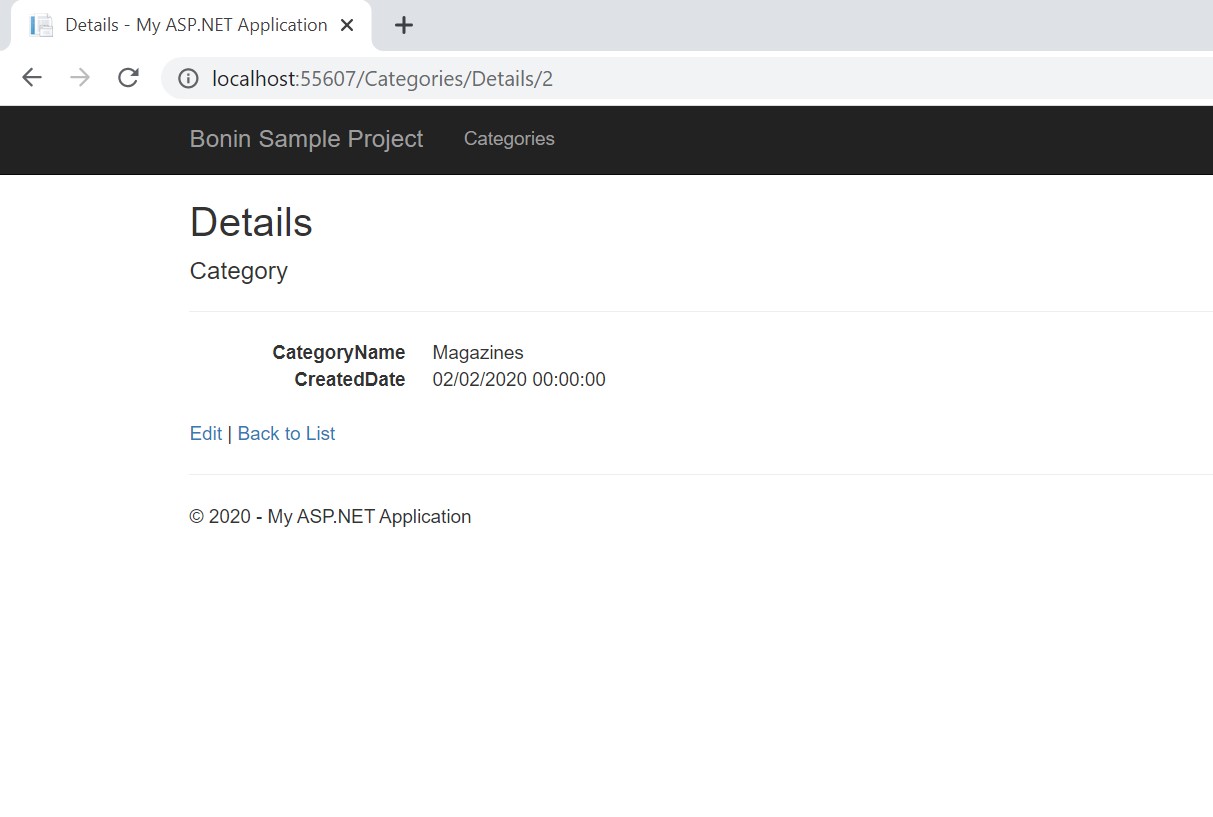 Details - My ASP.NET Application
localhost:55607/Categories/Details/2
Bonin Sample Project Categories
Details
Category
CategoryName Magazines
CreatedDate 02/02/2020 00:00:00
Edit | Back to List
© 2020 - My ASP.NET Application